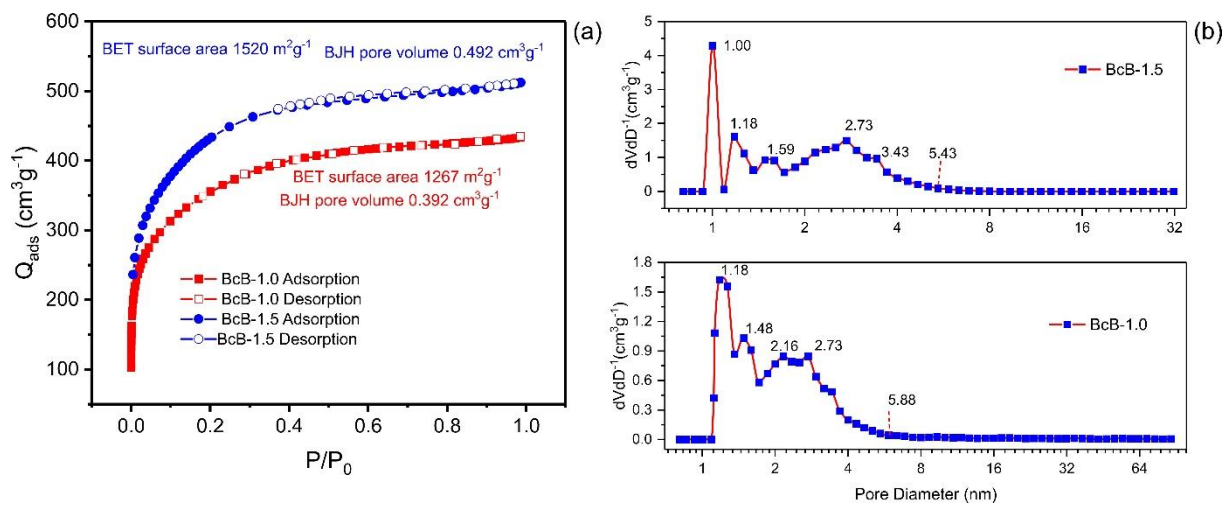 (a)
BET surface area 1520 m²g⁻¹
BJH pore volume 0.492 cm³g⁻¹
BET surface area 1267 m²g⁻¹
BJH pore volume 0.392 cm³g⁻¹
BcB-1.0 Adsorption
BcB-1.0 Desorption
BcB-1.5 Adsorption
BcB-1.5 Desorption
Qads (cm³g⁻¹)
600
500
400
300
200
100
0.0 0.2 0.4 0.6 0.8 1.0
P/P₀
(b)
dVdD⁻¹(cm³g⁻¹)
5
4
3
2
1
0
1.00
1.18
1.59
2.73
3.43
5.43
BcB-1.5
1 2 4 8 16 32
dVdD⁻¹(cm³g⁻¹)
1.8
1.5
1.2
0.9
0.6
0.3
0.0
1.18
1.48
2.16
2.73
5.88
BcB-1.0
1 2 4 8 16 32 64
Pore Diameter (nm)